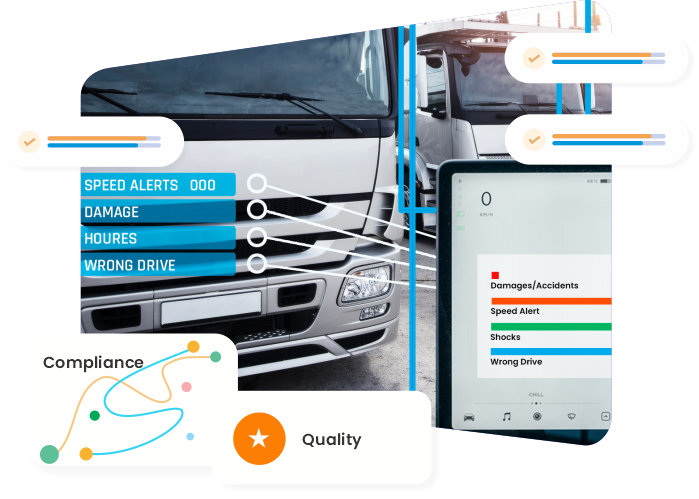 SPEED ALERTS 000
DAMAGE
HOURES
WRONG DRIVE
0
KM/H
Damages/Accidents
Speed Alert
Shocks
Wrong Drive
Compliance
Quality